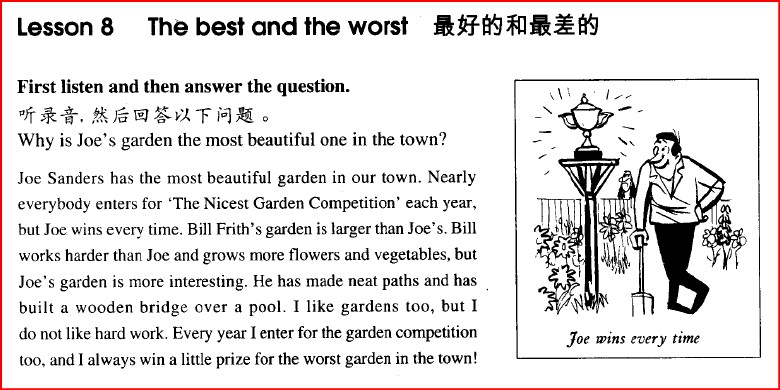 Lesson 8 The best and the worst 最好的和最差的
First listen and then answer the question.
听录音，然后回答以下问题。
Why is Joe's garden the most beautiful one in the town?
Joe Sanders has the most beautiful garden in our town. Nearly
everybody enters for 'The Nicest Garden Competition' each year,
but Joe wins every time. Bill Frith's garden is larger than Joe's. Bill
works harder than Joe and grows more flowers and vegetables, but
Joe's garden is more interesting. He has made neat paths and has
built a wooden bridge over a pool. I like gardens too, but I
do not like hard work. Every year I enter for the garden competition
too, and I always win a little prize for the worst garden in the town!
Joe wins every time